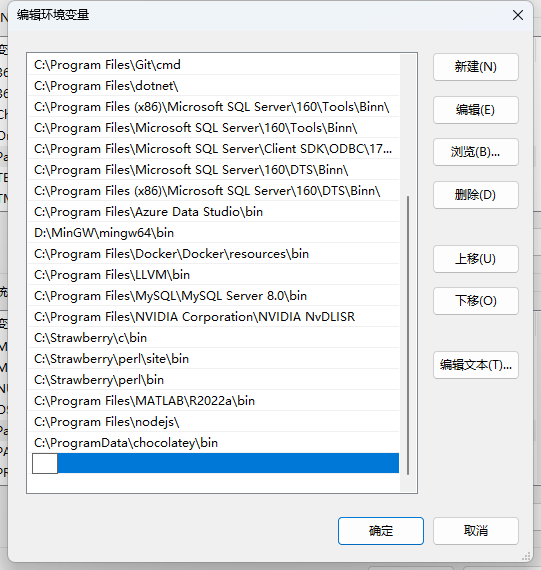 编辑环境变量
C:\Program Files\Git\cmd
C:\Program Files\dotnet\
C:\Program Files (x86)\Microsoft SQL Server\160\Tools\Binn\
C:\Program Files\Microsoft SQL Server\160\Tools\Binn\
C:\Program Files\Microsoft SQL Server\Client SDK\ODBC\17...
C:\Program Files\Microsoft SQL Server\160\DTS\Binn\
C:\Program Files (x86)\Microsoft SQL Server\160\DTS\Binn\
C:\Program Files\Azure Data Studio\bin
D:\MinGW\mingw64\bin
C:\Program Files\Docker\Docker\resources\bin
C:\Program Files\LLVM\bin
C:\Program Files\MySQL\MySQL Server 8.0\bin
C:\Program Files\NVIDIA Corporation\NVIDIA NvDLISR
C:\Strawberry\c\bin
C:\Strawberry\perl\site\bin
C:\Strawberry\perl\bin
C:\Program Files\MATLAB\R2022a\bin
C:\Program Files\nodejs\
C:\ProgramData\chocolatey\bin
新建(N)
编辑(E)
浏览(B)...
删除(D)
上移(U)
下移(O)
编辑文本(T)...
确定
取消